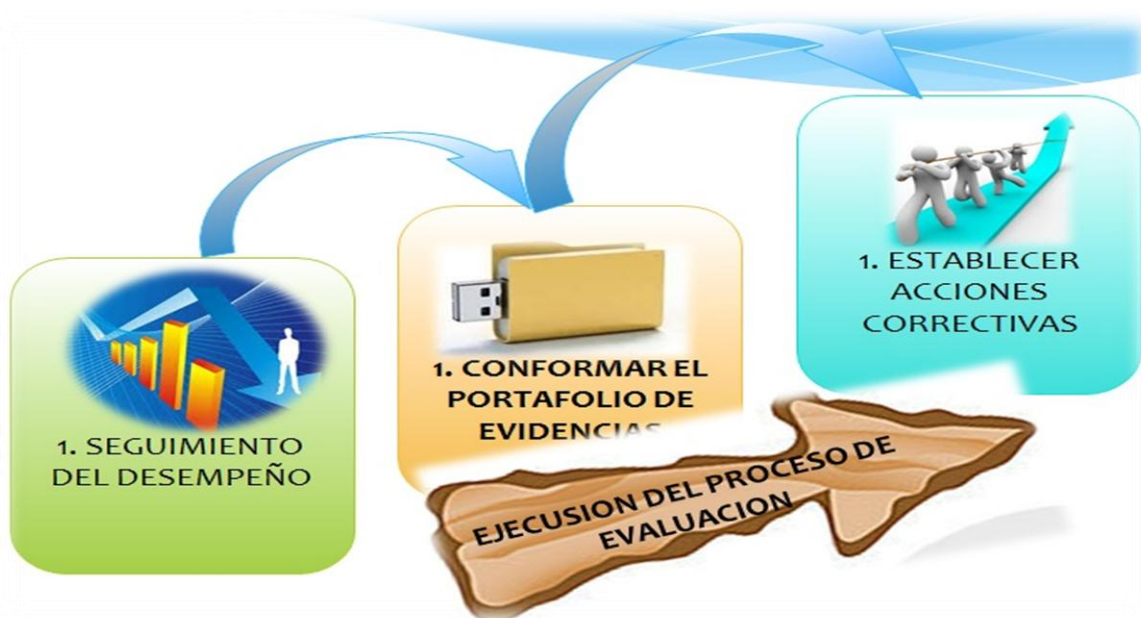 1. SEGUIMIENTO
DEL DESEMPEÑO
1. CONFORMAR EL
PORTAFOLIO DE
EVIDENCIAS
1. ESTABLECER
ACCIONES
CORRECTIVAS
EJECUSION DEL PROCESO DE
EVALUACION